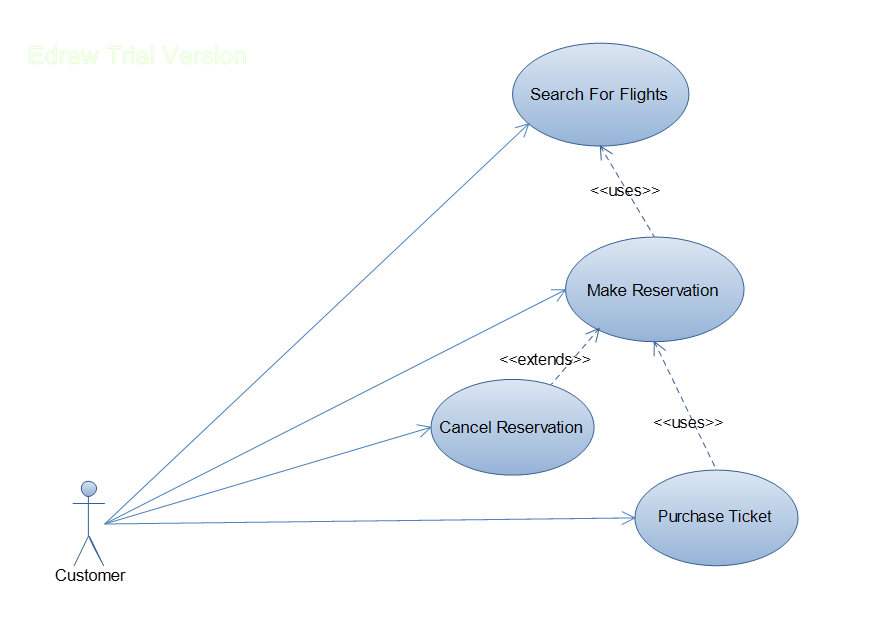 Edraw Trial Version
Search For Flights
<<uses>>
Make Reservation
<<extends>>
Cancel Reservation
<<uses>>
Purchase Ticket
Customer